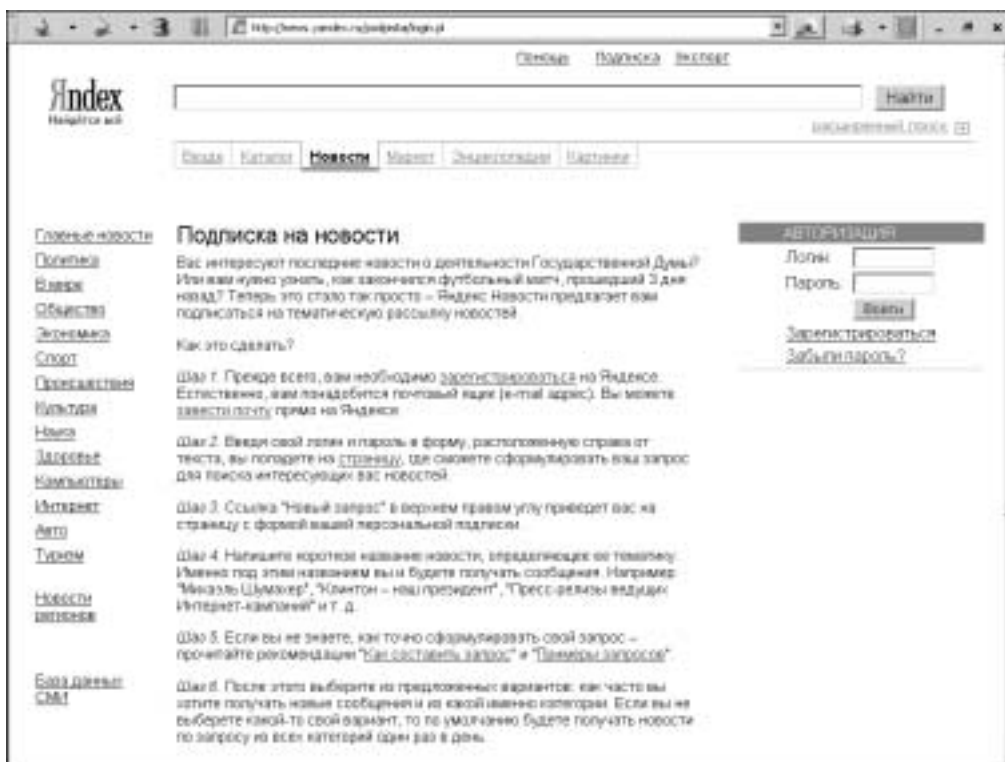 http://news.yandex.ru/podpiska/login.pl
Помощь Подписка Экспорт
Яndex
Найдётся всё
Найти
расширенный поиск
Везде Каталог Новости Маркет Энциклопедии Картинки
Главные новости
Политика
В мире
Общество
Экономика
Спорт
Происшествия
Культура
Наука
Здоровье
Компьютеры
Интернет
Авто
Туризм
Новости
регионов
База данных
СМИ
Подписка на новости
Вас интересуют последние новости о деятельности Государственной Думы?
Или вам нужно узнать, как закончился футбольный матч, прошедший 3 дня
назад? Теперь это стало так просто – Яндекс Новости предлагает вам
подписаться на тематическую рассылку новостей.
Как это сделать?
Шаг 1. Прежде всего, вам необходимо зарегистрироваться на Яндексе.
Естественно, вам понадобится почтовый ящик (e-mail адрес). Вы можете
завести почту прямо на Яндексе.
Шаг 2. Введя свой логин и пароль в форму, расположенную справа от
текста, вы попадете на страницу, где сможете сформулировать ваш запрос
для поиска интересующих вас новостей.
Шаг 3. Ссылка "Новый запрос" в верхнем правом углу приведет вас на
страницу с формой вашей персональной подписки.
Шаг 4. Напишите короткое название новости, определяющее ее тематику.
Именно под этим названием вы и будете получать сообщения. Например:
"Михаэль Шумахер", "Клинтон – наш президент", "Пресс-релизы ведущих
Интернет-кампаний" и т. д.
Шаг 5. Если вы не знаете, как точно сформулировать свой запрос –
прочитайте рекомендации "Как составить запрос" и "Примеры запросов".
Шаг 6. После этого выберите из предложенных вариантов: как часто вы
хотите получать новые сообщения и из какой именно категории. Если вы не
выберете какой-то свой вариант, то по умолчанию будете получать новости
по запросу из всех категорий один раз в день.
АВТОРИЗАЦИЯ
Логин:
Пароль:
Войти
Зарегистрироваться
Забыли пароль?